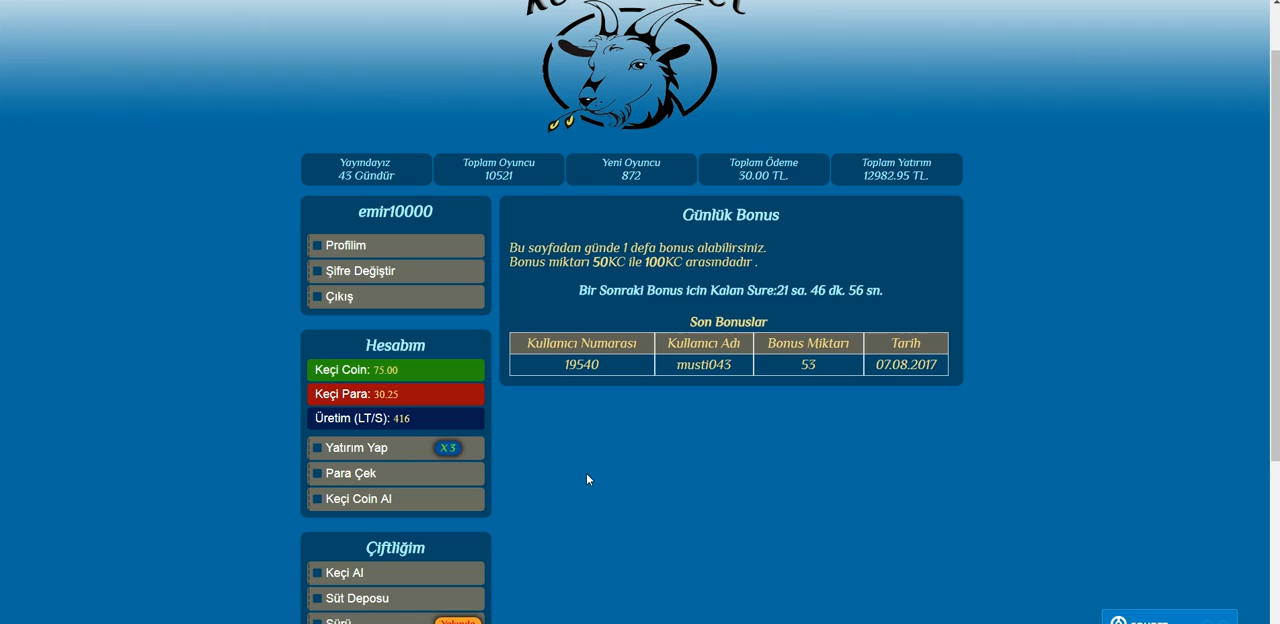 Yayındayız
43 Gündür
Toplam Oyuncu
10521
Yeni Oyuncu
872
Toplam Ödeme
30.00 TL.
Toplam Yatırım
12982.95 TL.
emir10000
Profilim
Şifre Değiştir
Çıkış
Hesabım
Keçi Coin: 75.00
Keçi Para: 30.25
Üretim (LT/S): 416
Yatırım Yap X3
Para Çek
Keçi Coin Al
Çiftliğim
Keçi Al
Süt Deposu
Sürü Yakında
Günlük Bonus
Bu sayfadan günde 1 defa bonus alabilirsiniz.
Bonus miktarı 50KC ile 100KC arasındadır .
Bir Sonraki Bonus icin Kalan Sure:21 sa. 46 dk. 56 sn.
Son Bonuslar
Kullanıcı Numarası Kullanıcı Adı Bonus Miktarı Tarih
19540 musti043 53 07.08.2017